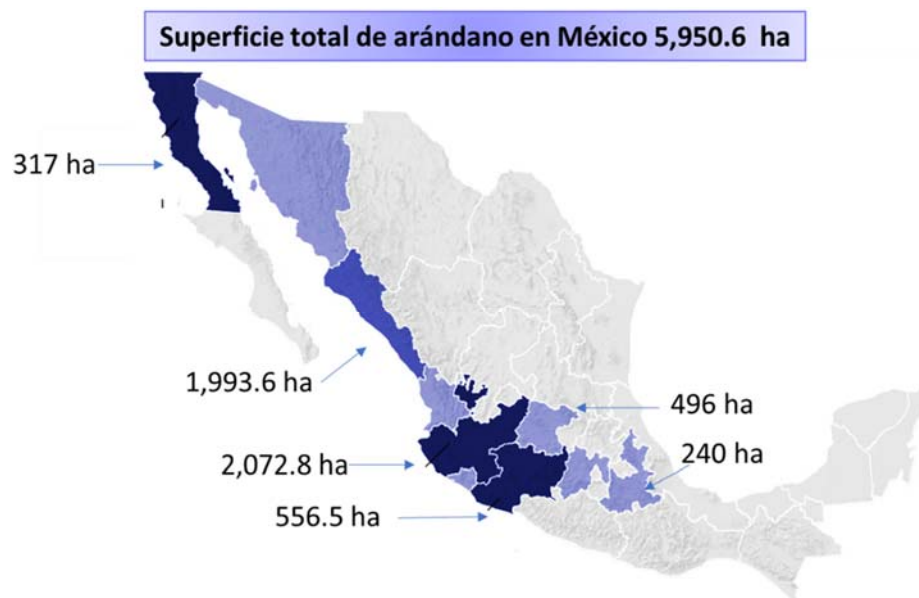 Superficie total de arándano en México 5,950.6 ha
317 ha
1,993.6 ha
496 ha
2,072.8 ha
240 ha
556.5 ha